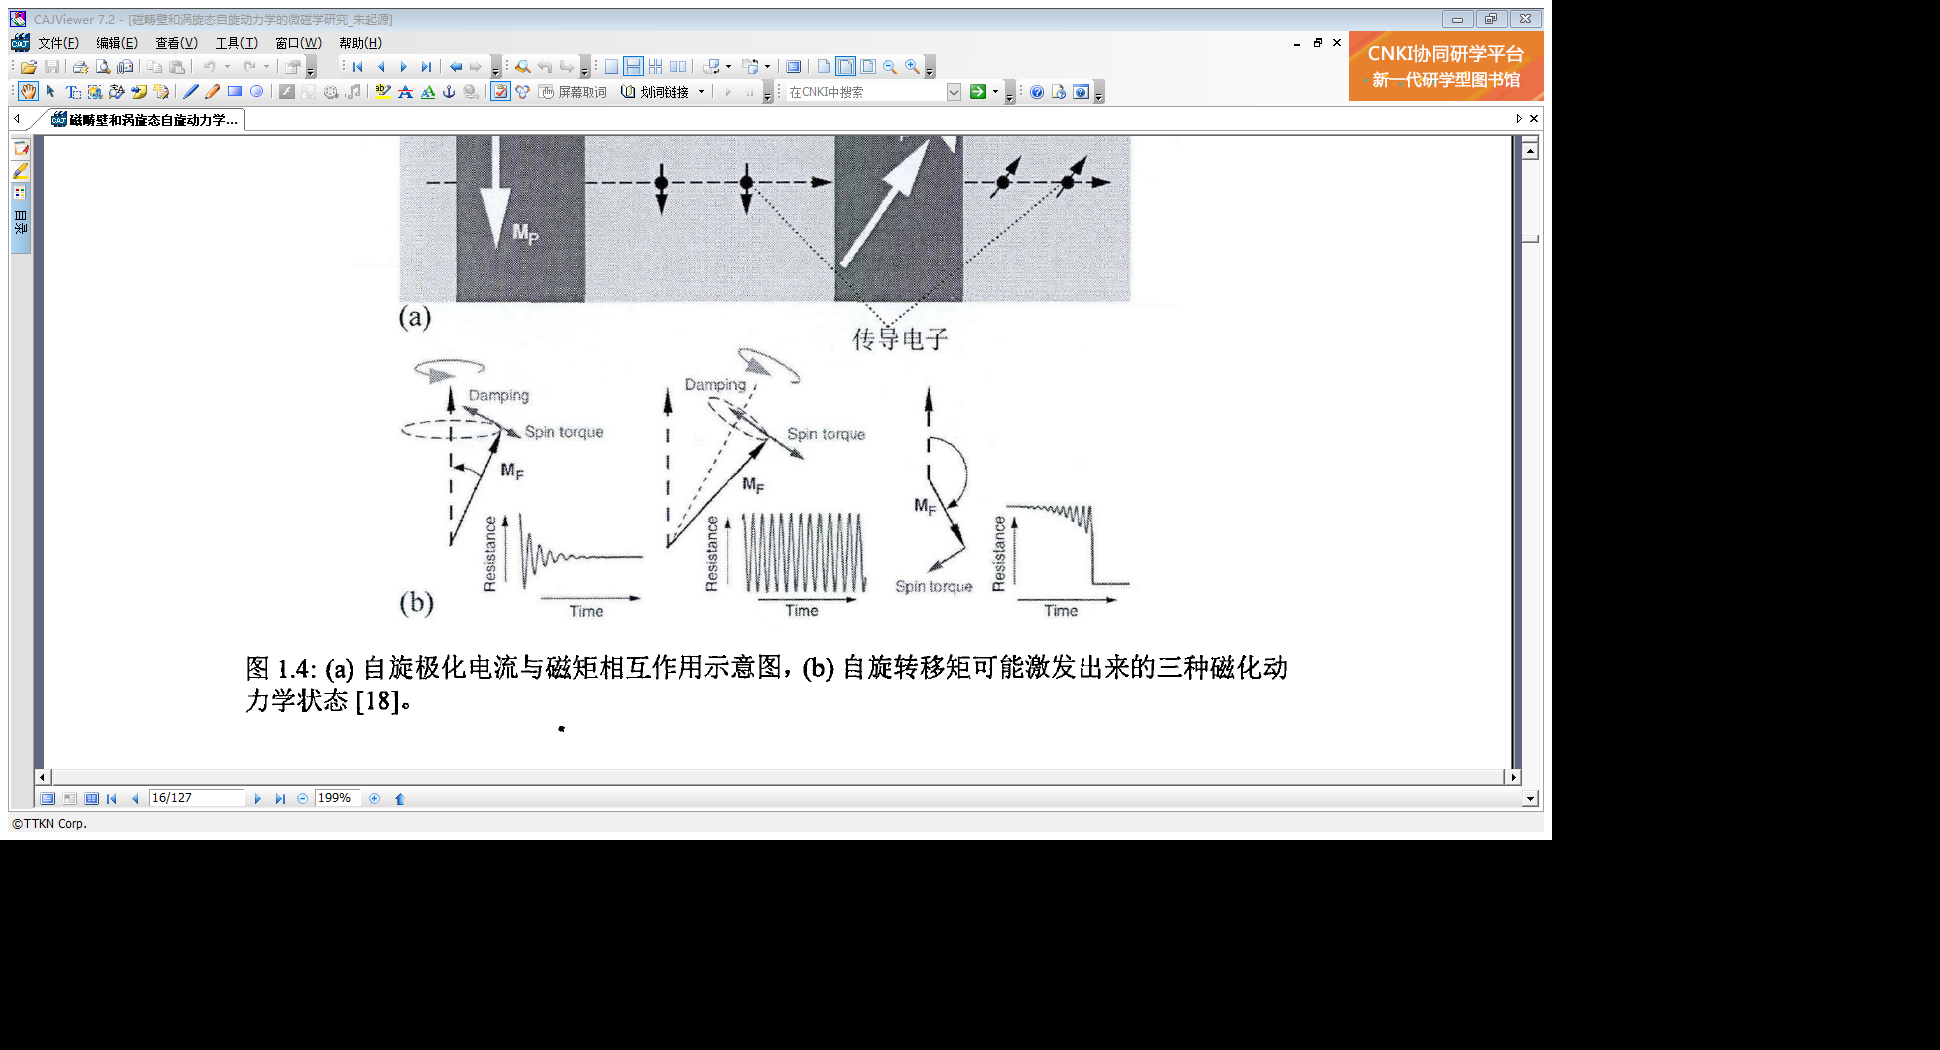 CAJViewer 7.2 - [磁畴壁和涡旋态自旋动力学的微磁学研究_朱起源]
文件(F) 编辑(E) 查看(V) 工具(T) 窗口(W) 帮助(H)
CNKI协同研学平台
新一代研学型图书馆
屏幕取词 划词链接 在CNKI中搜索
磁畴壁和涡旋态自旋动力学...
目录
MP
(a)
传导电子
Damping
Spin torque
MF
Resistance
Time
Damping
Spin torque
MF
Resistance
Time
MF
Spin torque
Resistance
Time
(b)
图 1.4: (a) 自旋极化电流与磁矩相互作用示意图，(b) 自旋转移矩可能激发出来的三种磁化动
力学状态 [18]。
16/127 199%
©TTKN Corp.